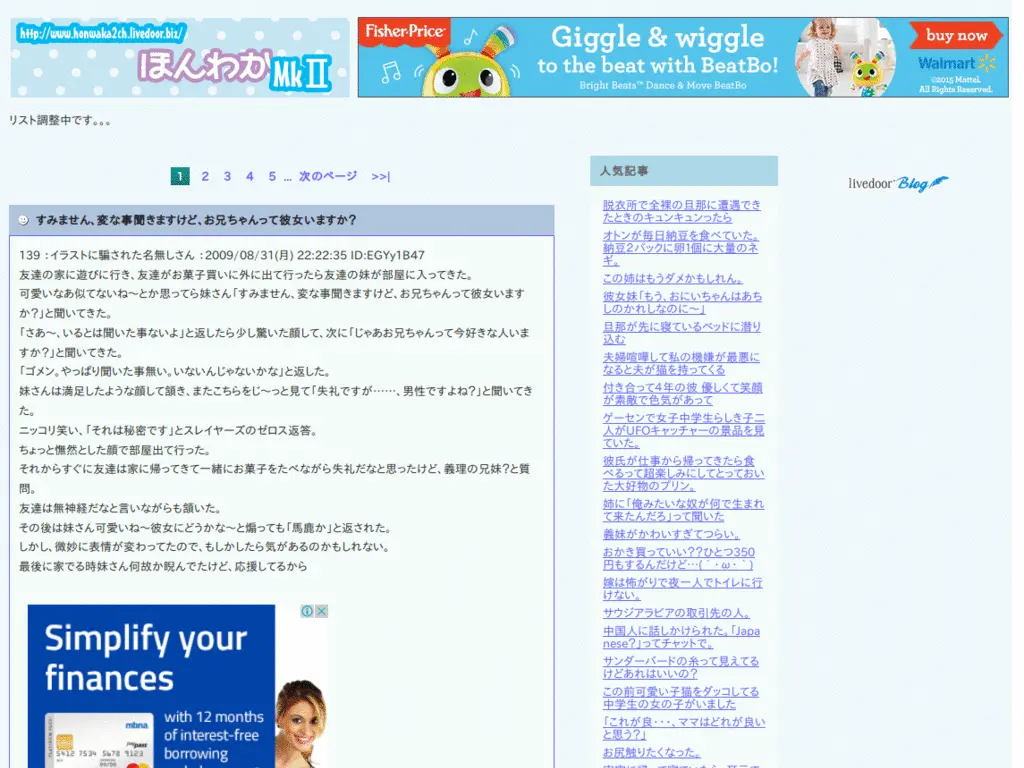 http://www.honwaka2ch.livedoor.biz/
ほんわかMkⅡ
Fisher-Price
Giggle & wiggle
to the beat with BeatBo!
Bright Beats™ Dance & Move BeatBo
buy now
Walmart
©2015 Mattel.
All Rights Reserved.
リスト調整中です。。。
1 2 3 4 5 ... 次のページ >>|
すみません、変な事聞きますけど、お兄ちゃんって彼女いますか?
139 :イラストに騙された名無しさん :2009/08/31(月) 22:22:35 ID:EGYy1B47
友達の家に遊びに行き、友達がお菓子買いに外に出て行ったら友達の妹が部屋に入ってきた。
可愛いなあ似てないね~とか思ってら妹さん「すみません、変な事聞きますけど、お兄ちゃんって彼女います
か?」と聞いてきた。
「さあ~、いるとは聞いた事ないよ」と返したら少し驚いた顔して、次に「じゃあお兄ちゃんって今好きな人いま
すか?」と聞いてきた。
「ゴメン。やっぱり聞いた事無い。いないんじゃないかな」と返した。
妹さんは満足したような顔して頷き、またこちらをじ~っと見て「失礼ですが……、男性ですよね?」と聞いてき
た。
ニッコリ笑い、「それは秘密です」とスレイヤーズのゼロス返答。
ちょっと憮然とした顔で部屋出て行った。
それからすぐに友達は家に帰ってきて一緒にお菓子をたべながら失礼だなと思ったけど、義理の兄妹?と質
問。
友達は無神経だなと言いながらも頷いた。
その後は妹さん可愛いね~彼女にどうかな~と煽っても「馬鹿か」と返された。
しかし、微妙に表情が変わってたので、もしかしたら気があるのかもしれない。
最後に家でる時妹さん何故か睨んでたけど、応援してるから
Simplify your
finances
with 12 months
of interest-free
borrowing
mbna
5412 7534 5678 9123
人気記事
脱衣所で全裸の旦那に遭遇でき
たときのキュンキュンったら
オトンが毎日納豆を食べていた。
納豆2パックに卵1個に大量のネ
ギ。
この姉はもうダメかもしれん。
彼女妹「もう、おにいちゃんはあち
しのかれしなのに~」
旦那が先に寝ているベッドに潜り
込む
夫婦喧嘩して私の機嫌が最悪に
なると夫が猫を持ってくる
付き合って4年の彼 優しくて笑顔
が素敵で色気があって
ゲーセンで女子中学生らしき子二
人がUFOキャッチャーの景品を見
ていた。
彼氏が仕事から帰ってきたら食
べるって超楽しみにしてとっておい
た大好物のプリン。
姉に「俺みたいな奴が何で生まれ
て来たんだろ」って聞いた
義妹がかわいすぎてつらい。
おかき買っていい??ひとつ350
円もするんだけど…(´・ω・`)
嫁は怖がりで夜一人でトイレに行
けない。
サウジアラビアの取引先の人。
中国人に話しかけられた。「Japa
nese?」ってチャットで。
サンダーバードの糸って見えてる
けどあれはいいの?
この前可愛い子猫をダッコしてる
中学生の女の子がいました
「これが良・・・、ママはどれが良い
と思う?」
お尻触りたくなった。
livedoor Blog